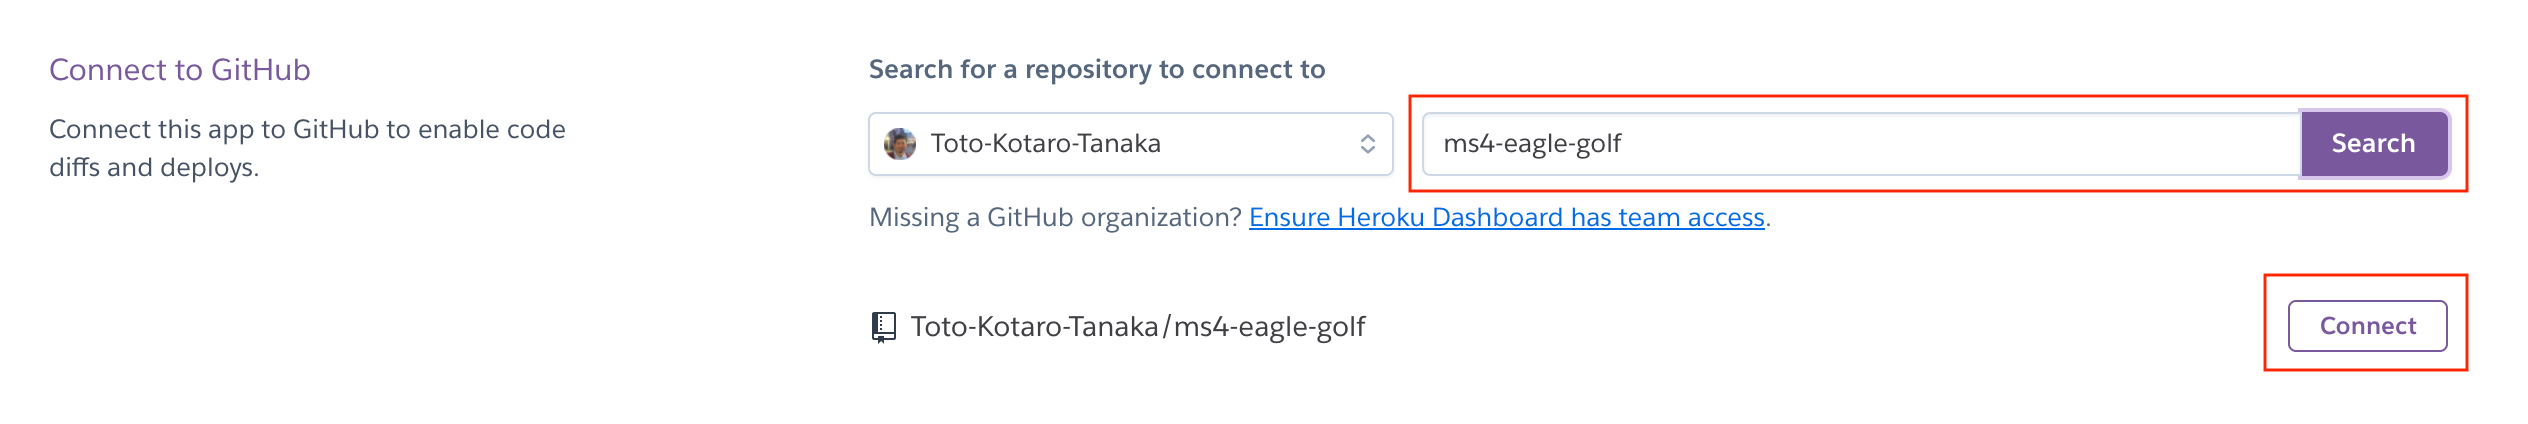 Connect to GitHub
Connect this app to GitHub to enable code
diffs and deploys.
Search for a repository to connect to
Toto-Kotaro-Tanaka
ms4-eagle-golf
Search
Missing a GitHub organization? Ensure Heroku Dashboard has team access.
Toto-Kotaro-Tanaka/ms4-eagle-golf
Connect